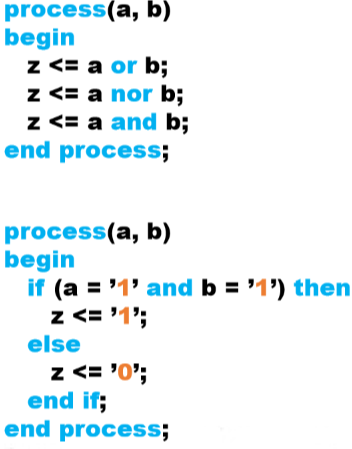 process(a, b)
begin
z <= a or b;
z <= a nor b;
z <= a and b;
end process;
process(a, b)
begin
if (a = ’1’ and b = ’1’) then
z <= ’1’;
else
z <= ’0’;
end if;
end process;